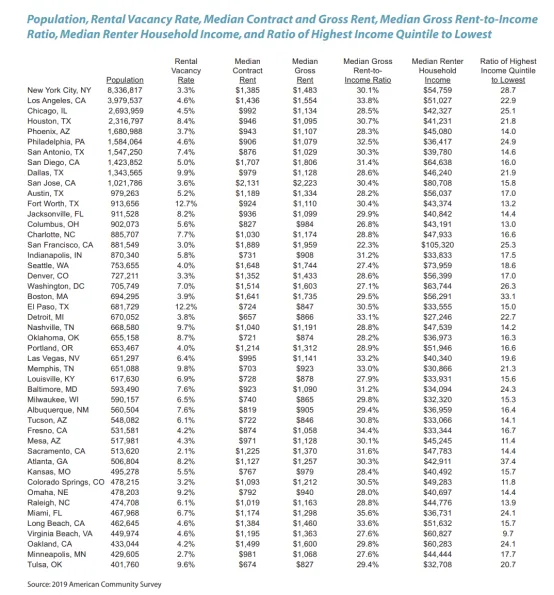 Population, Rental Vacancy Rate, Median Contract and Gross Rent, Median Gross Rent-to-Income
Ratio, Median Renter Household Income, and Ratio of Highest Income Quintile to Lowest
Rental Median Median Median Gross Median Renter Ratio of Highest
Vacancy Contract Gross Rent-to- Household Income Quintile
Population Rate Rent Rent Income Ratio Income to Lowest
New York City, NY 8,336,817 3.3% $1,385 $1,483 30.1% $54,759 28.7
Los Angeles, CA 3,979,537 4.6% $1,436 $1,554 33.8% $51,027 22.9
Chicago, IL 2,693,959 4.5% $992 $1,134 28.5% $42,327 25.1
Houston, TX 2,316,797 8.4% $946 $1,095 30.7% $41,231 21.8
Phoenix, AZ 1,680,988 3.7% $943 $1,107 28.3% $45,080 14.0
Philadelphia, PA 1,584,064 4.6% $906 $1,079 32.5% $36,417 24.9
San Antonio, TX 1,547,250 7.4% $876 $1,029 30.3% $39,780 14.6
San Diego, CA 1,423,852 5.0% $1,707 $1,806 31.4% $64,638 16.0
Dallas, TX 1,343,565 9.9% $979 $1,128 28.6% $46,240 21.9
San Jose, CA 1,021,786 3.6% $2,131 $2,223 30.4% $80,708 15.8
Austin, TX 979,263 5.2% $1,189 $1,334 28.2% $56,037 17.0
Fort Worth, TX 913,656 12.7% $924 $1,110 30.4% $43,374 13.2
Jacksonville, FL 911,528 8.2% $936 $1,099 29.9% $40,842 14.4
Columbus, OH 902,073 5.6% $827 $984 26.8% $43,191 13.0
Charlotte, NC 885,707 7.7% $1,030 $1,174 28.8% $47,933 16.6
San Francisco, CA 881,549 3.0% $1,889 $1,959 22.3% $105,320 25.3
Indianapolis, IN 870,340 5.8% $731 $908 31.2% $33,833 17.5
Seattle, WA 753,655 4.0% $1,648 $1,744 27.4% $73,959 18.6
Denver, CO 727,211 3.3% $1,352 $1,433 28.6% $56,399 17.0
Washington, DC 705,749 7.0% $1,514 $1,603 27.1% $63,744 26.3
Boston, MA 694,295 3.9% $1,641 $1,735 29.5% $56,291 33.1
El Paso, TX 681,729 12.2% $724 $847 30.5% $33,555 15.0
Detroit, MI 670,052 3.8% $657 $866 33.1% $27,246 22.7
Nashville, TN 668,580 9.7% $1,040 $1,191 28.8% $47,539 14.2
Oklahoma, OK 655,158 8.7% $721 $874 28.2% $36,973 16.3
Portland, OR 653,467 4.0% $1,214 $1,312 28.9% $51,946 16.6
Las Vegas, NV 651,297 6.4% $995 $1,141 33.2% $40,340 19.6
Memphis, TN 651,088 9.8% $703 $923 33.0% $30,866 21.3
Louisville, KY 617,630 6.9% $728 $878 27.9% $33,931 15.6
Baltimore, MD 593,490 7.6% $923 $1,090 31.2% $34,094 24.3
Milwaukee, WI 590,157 6.5% $740 $865 29.8% $32,320 15.3
Albuquerque, NM 560,504 7.6% $819 $905 29.4% $36,959 16.4
Tucson, AZ 548,082 6.1% $722 $846 30.8% $33,066 14.1
Fresno, CA 531,581 4.2% $874 $1,058 34.4% $33,344 16.7
Mesa, AZ 517,981 4.3% $971 $1,128 30.1% $45,245 11.4
Sacramento, CA 513,620 2.1% $1,225 $1,370 31.6% $47,783 14.4
Atlanta, GA 506,804 8.2% $1,127 $1,257 30.3% $42,911 37.4
Kansas, MO 495,278 5.5% $767 $979 28.4% $40,492 15.7
Colorado Springs, CO 478,215 3.2% $1,093 $1,212 30.5% $49,283 11.8
Omaha, NE 478,203 9.2% $792 $940 28.0% $40,697 14.4
Raleigh, NC 474,708 6.1% $1,019 $1,163 28.8% $44,776 13.9
Miami, FL 467,968 6.7% $1,174 $1,298 35.6% $36,731 24.1
Long Beach, CA 462,645 4.6% $1,384 $1,460 33.6% $51,632 15.7
Virginia Beach, VA 449,974 4.6% $1,195 $1,363 27.6% $60,827 9.7
Oakland, CA 433,044 4.2% $1,499 $1,600 29.8% $60,283 24.1
Minneapolis, MN 429,605 2.7% $981 $1,068 27.6% $44,444 17.7
Tulsa, OK 401,760 9.6% $674 $827 29.4% $32,708 20.7
Source: 2019 American Community Survey